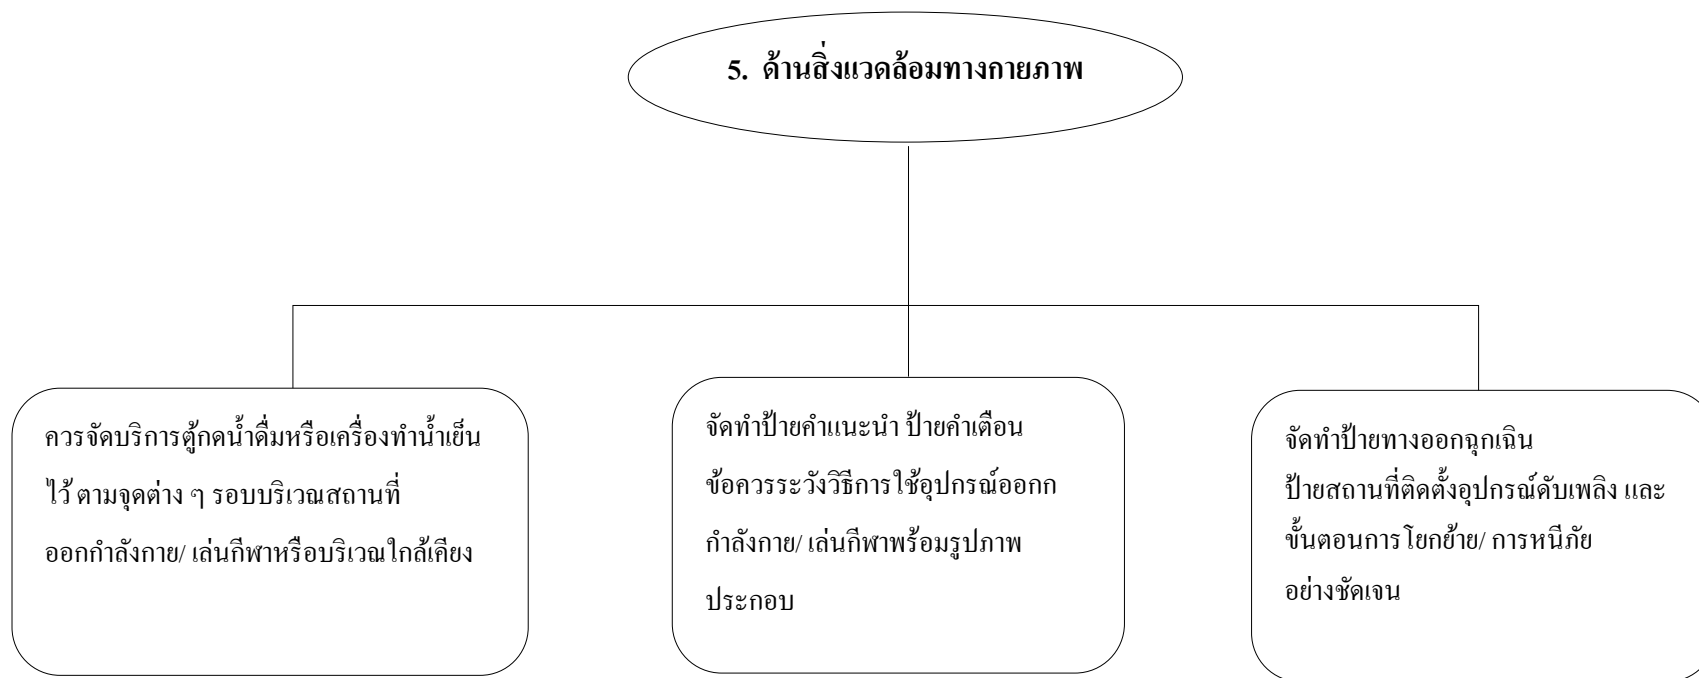 5. ด้านสิ่งแวดล้อมทางกายภาพ
ควรจัดบริการตู้กดน้ำดื่มหรือเครื่องทำน้ำเย็น
ไว้ ตามจุดต่าง ๆ รอบบริเวณสถานที่
ออกกำลังกาย/ เล่นกีฬาหรือบริเวณใกล้เคียง
จัดทำป้ายคำแนะนำ ป้ายคำเตือน
ข้อควรระวังวิธีการใช้อุปกรณ์ออกก
กำลังกาย/ เล่นกีฬาพร้อมรูปภาพ
ประกอบ
จัดทำป้ายทางออกฉุกเฉิน
ป้ายสถานที่ติดตั้งอุปกรณ์ดับเพลิง และ
ขั้นตอนการโยกย้าย/ การหนีภัย
อย่างชัดเจน